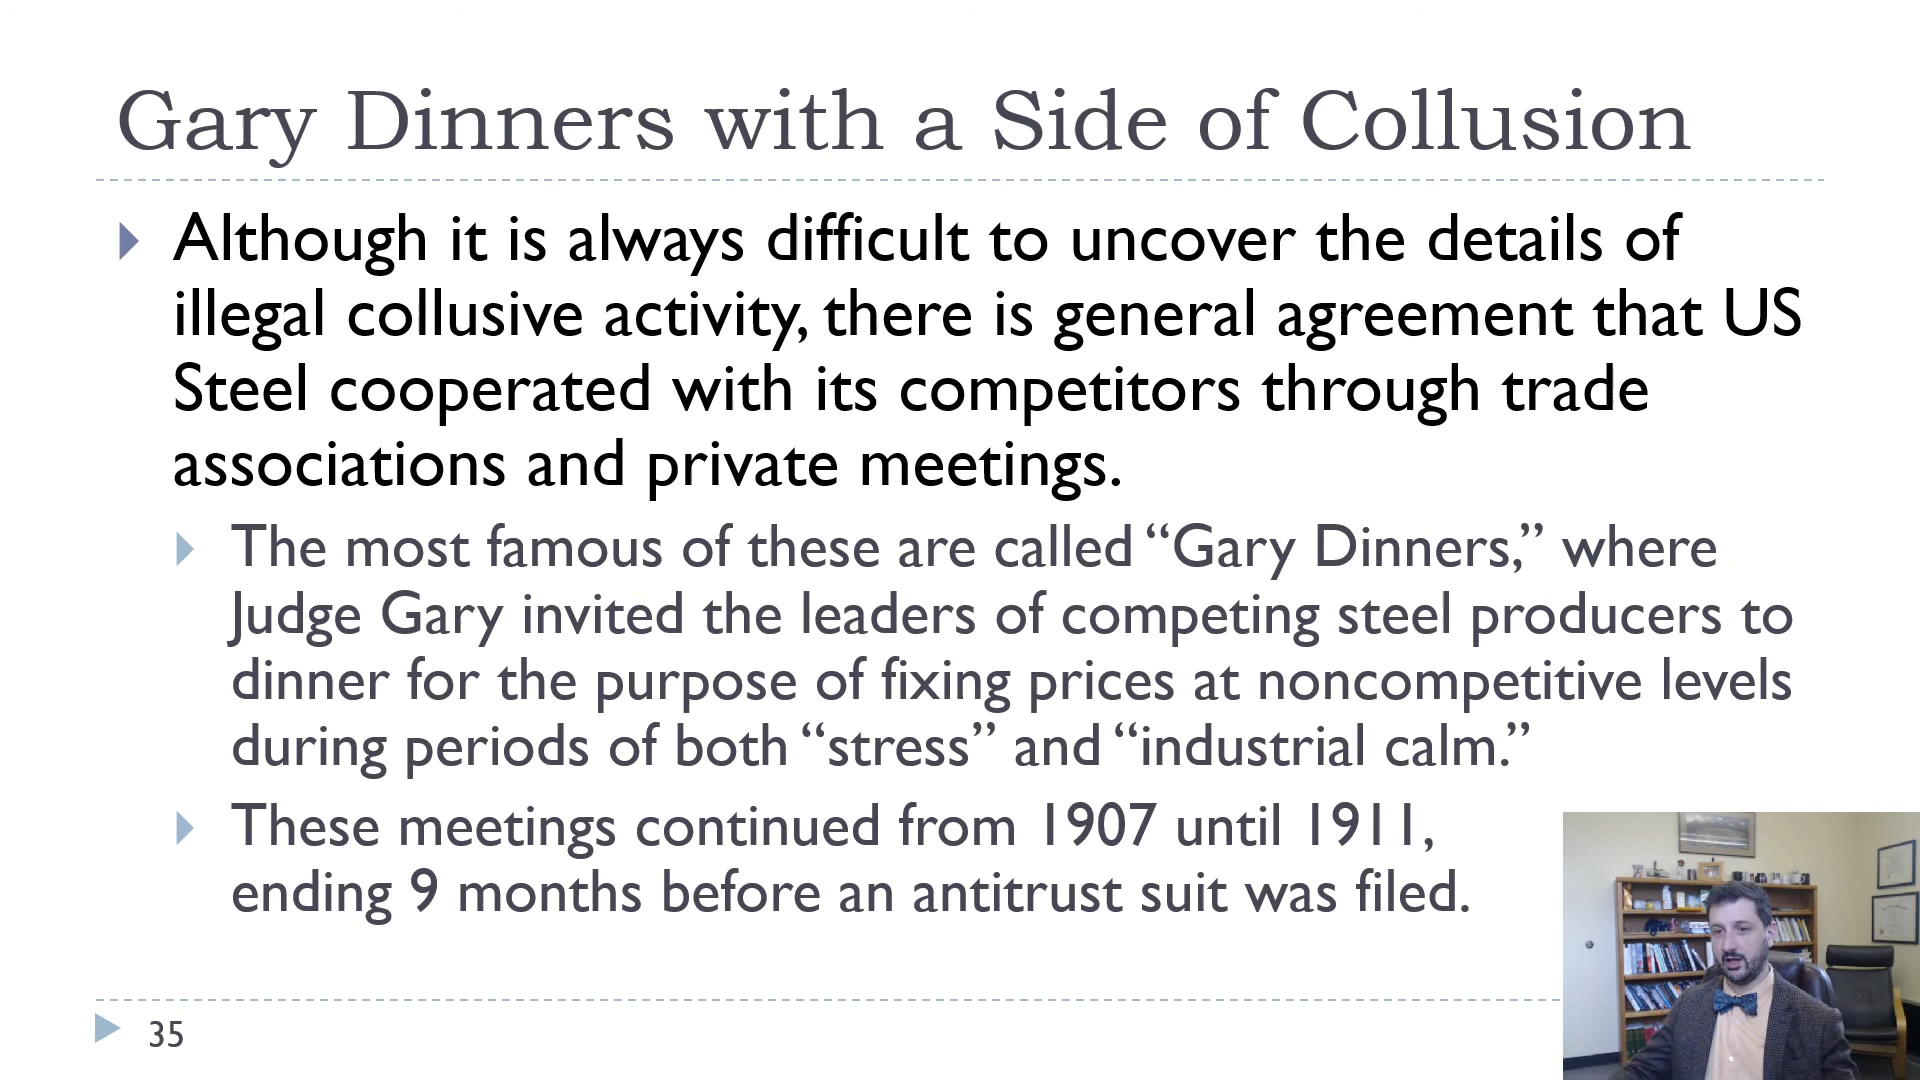 Gary Dinners with a Side of Collusion
Although it is always difficult to uncover the details of
illegal collusive activity, there is general agreement that US
Steel cooperated with its competitors through trade
associations and private meetings.
The most famous of these are called “Gary Dinners,” where
Judge Gary invited the leaders of competing steel producers to
dinner for the purpose of fixing prices at noncompetitive levels
during periods of both “stress” and “industrial calm.”
These meetings continued from 1907 until 1911,
ending 9 months before an antitrust suit was filed.
35